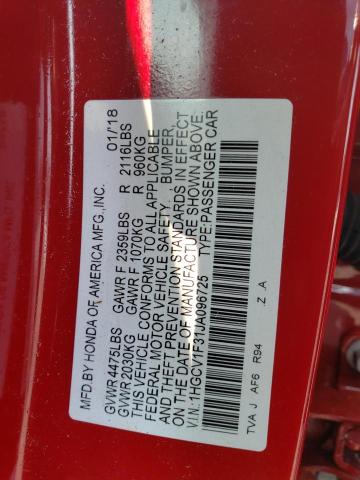 MFD BY HONDA OF AMERICA MFG.,INC. 01/18
GVWR 4475LBS GAWR F 2359LBS R 2116LBS
GVWR 2030KG GAWR F 1070KG R 960KG
THIS VEHICLE CONFORMS TO ALL APPLICABLE
FEDERAL MOTOR VEHICLE SAFETY, BUMPER,
AND THEFT PREVENTION STANDARDS IN EFFECT
ON THE DATE OF MANUFACTURE SHOWN ABOVE.
V.I.N.:1HGCV1F31JA096725 TYPE:PASSENGER CAR
TVA J AF6 R94 Z .A